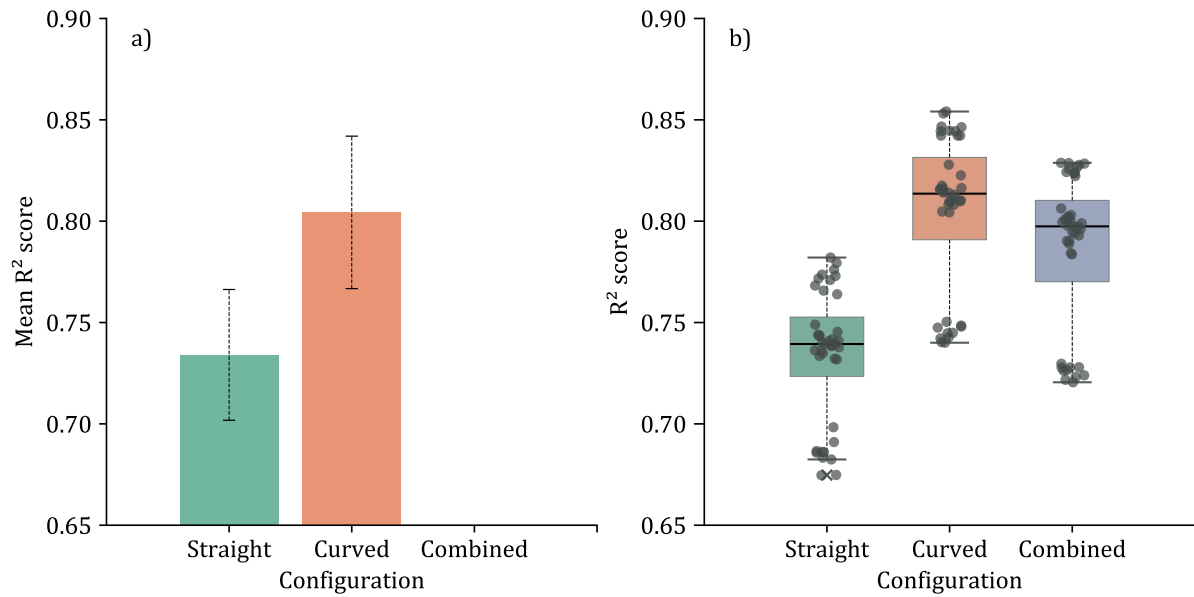 a)
Mean R² score
0.90
0.85
0.80
0.75
0.70
0.65
Straight Curved Combined
Configuration
b)
R² score
0.90
0.85
0.80
0.75
0.70
0.65
Straight Curved Combined
Configuration